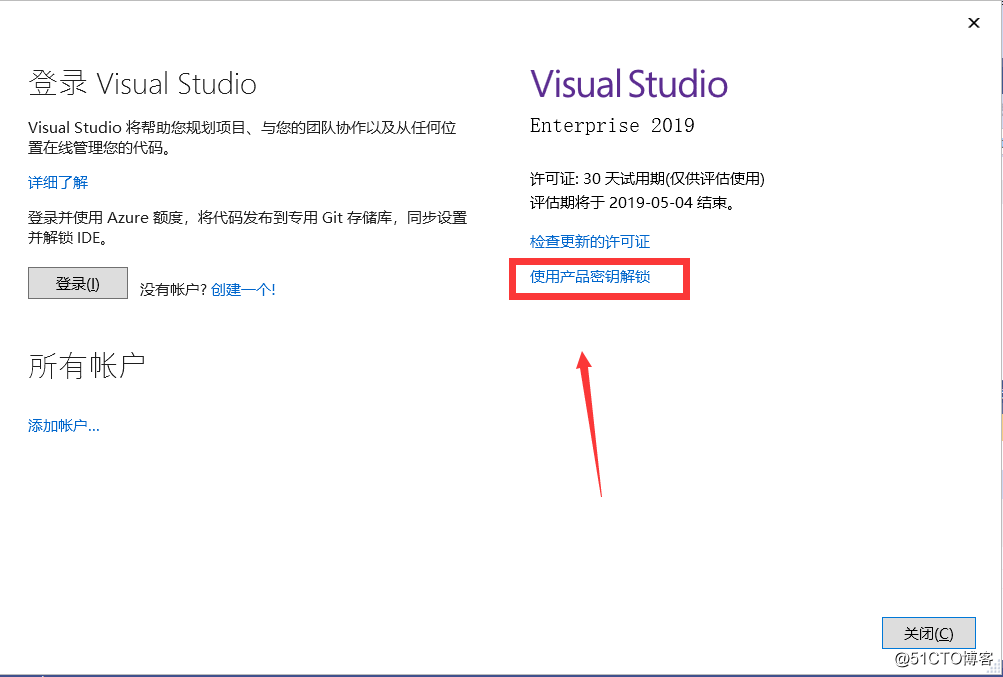 登录 Visual Studio
Visual Studio 将帮助您规划项目、与您的团队协作以及从任何位
置在线管理您的代码。
详细了解
登录并使用 Azure 额度，将代码发布到专用 Git 存储库，同步设置
并解锁 IDE。
登录(I)
没有帐户? 创建一个!
所有帐户
添加帐户...
Visual Studio
Enterprise 2019
许可证: 30 天试用期(仅供评估使用)
评估期将于 2019-05-04 结束。
检查更新的许可证
使用产品密钥解锁
关闭(C)
@51CTO博客